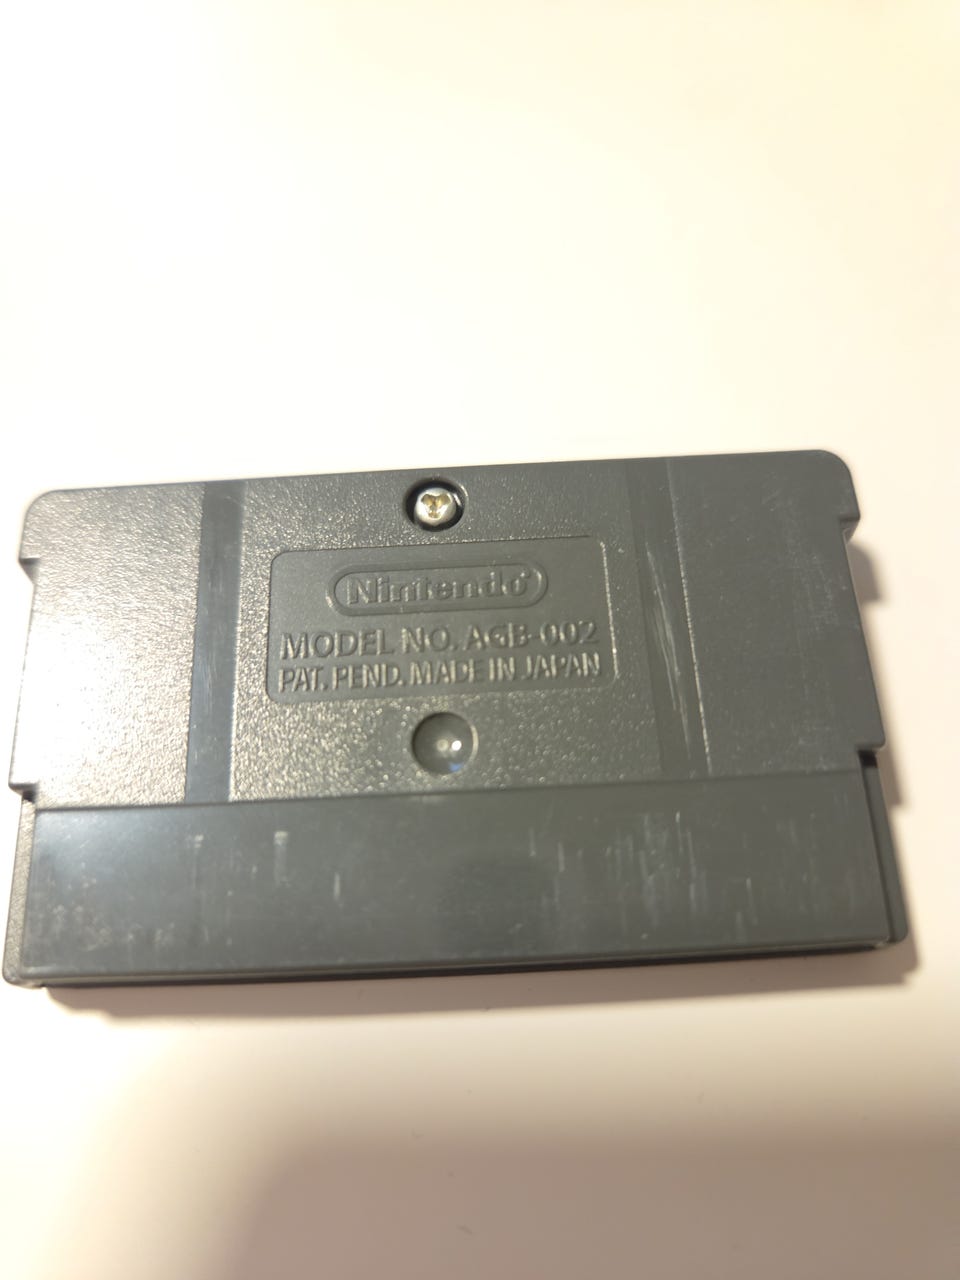 Nintendo®
MODEL NO. AGB-002
PAT. PEND. MADE IN JAPAN